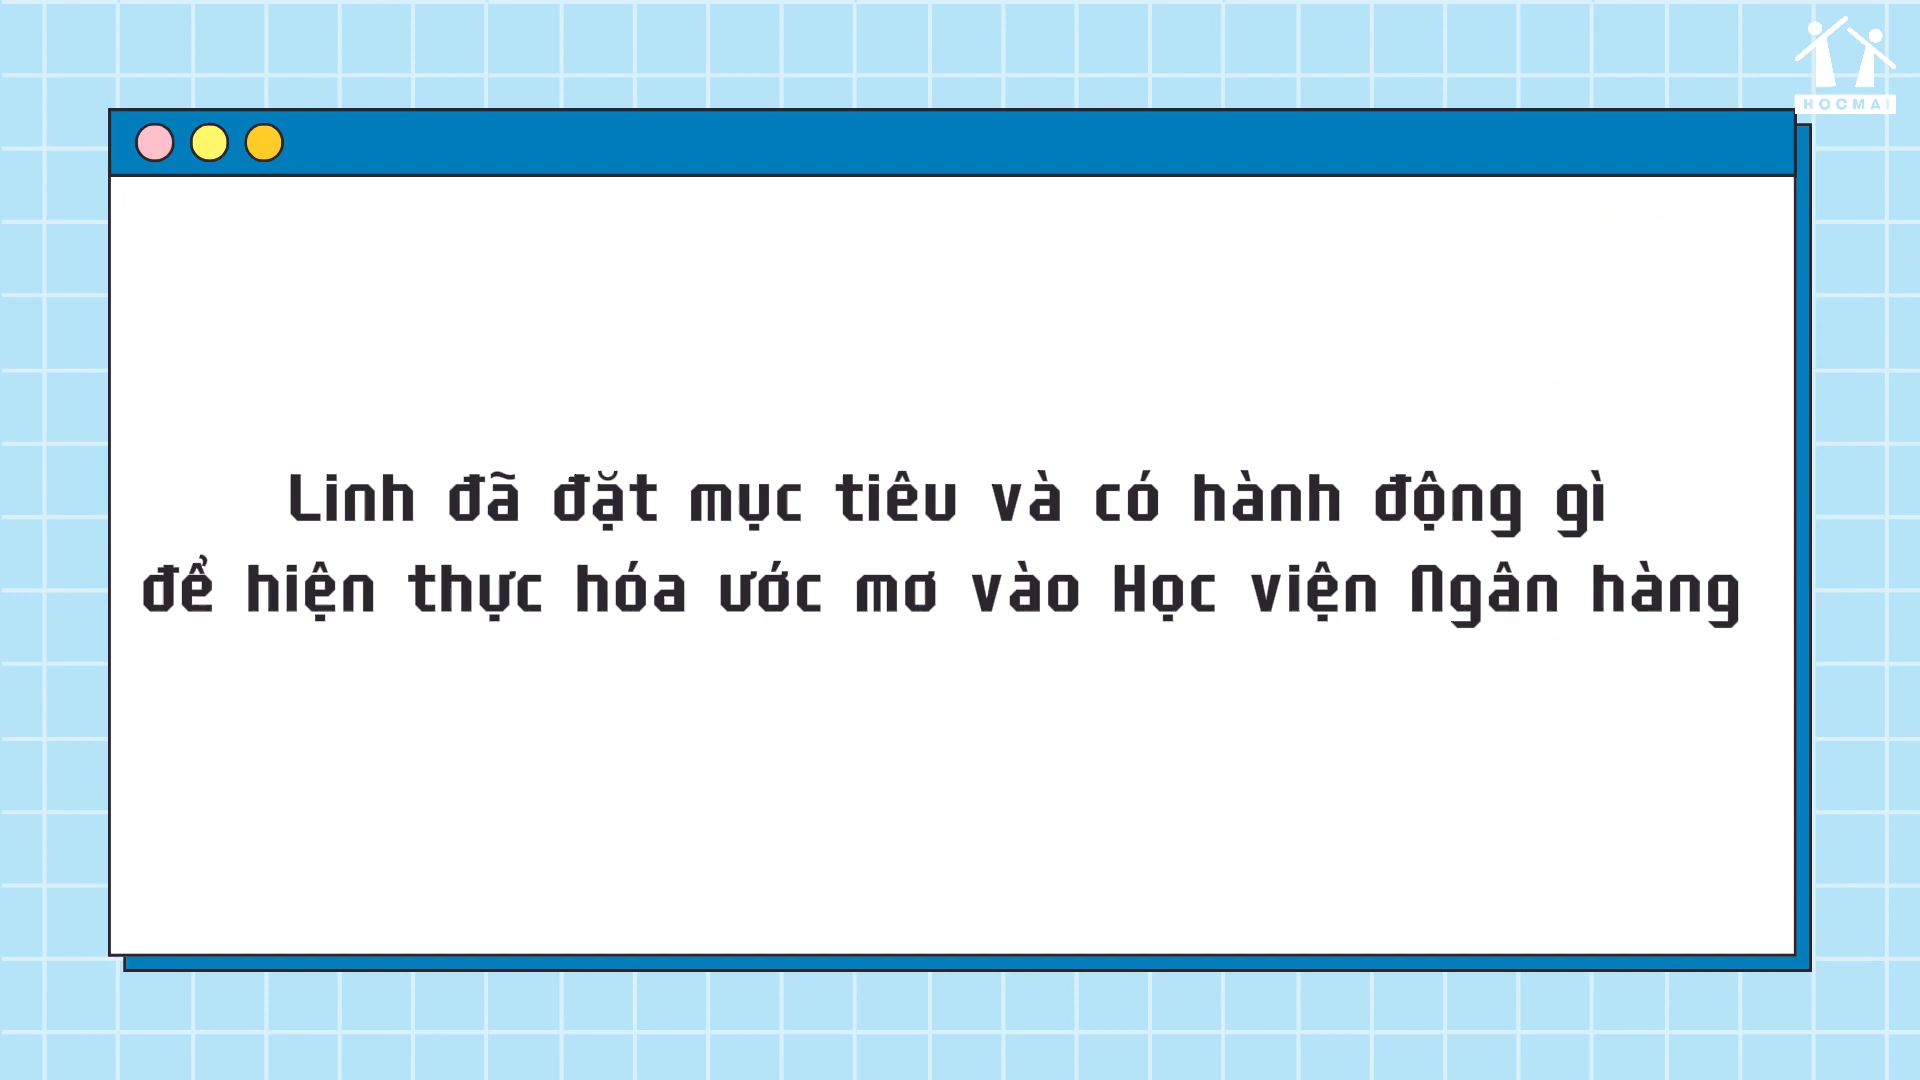 HOCMAI
Linh đã đặt mục tiêu và có hành động gì
để hiện thực hóa ước mơ vào Học viện Ngân hàng